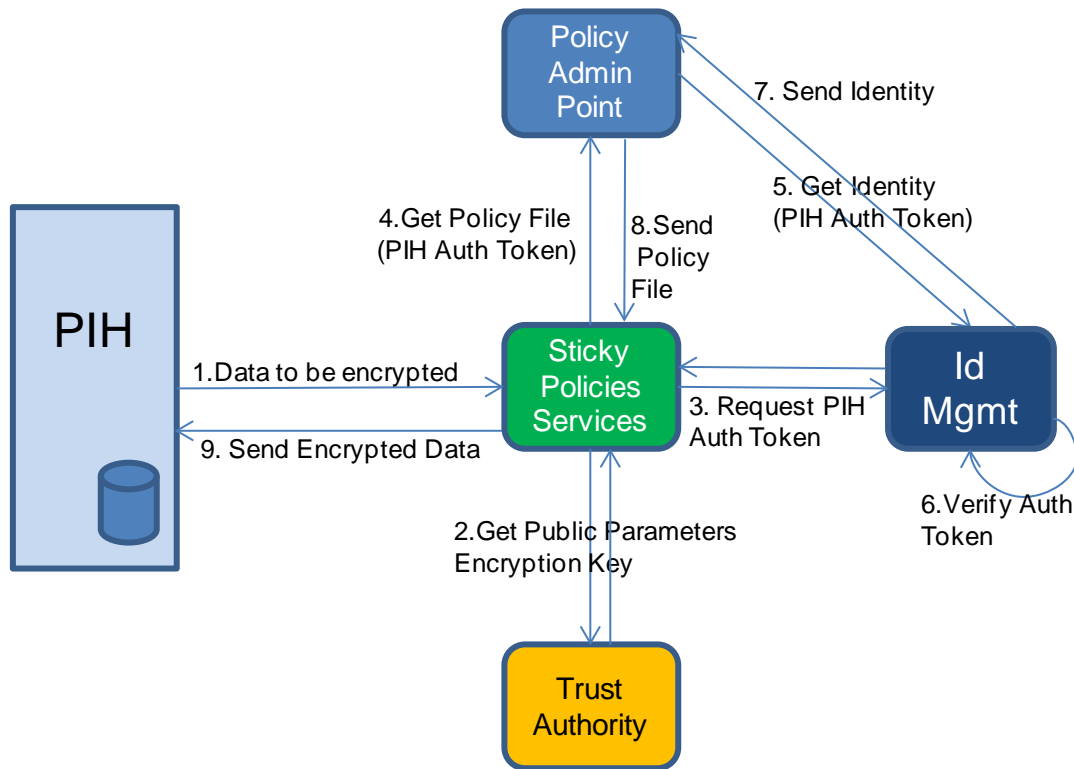 Policy
Admin
Point
7. Send Identity
5. Get Identity
(PIH Auth Token)
4.Get Policy File
(PIH Auth Token)
8.Send
Policy
File
PIH
1.Data to be encrypted
Sticky
Policies
Services
Id
Mgmt
3. Request PIH
Auth Token
9. Send Encrypted Data
6.Verify Auth
Token
2.Get Public Parameters
Encryption Key
Trust
Authority